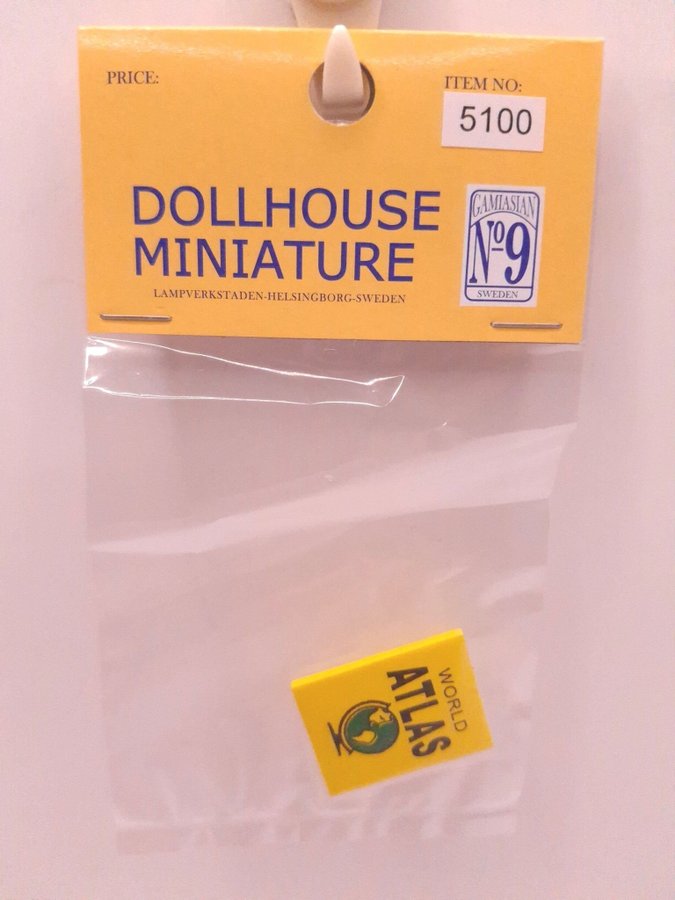 PRICE:
ITEM NO:
5100
DOLLHOUSE
MINIATURE
LAMPVERKSTADEN-HELSINGBORG-SWEDEN
GAMIASIAN
Nº9
SWEDEN
WORLD
ATLAS